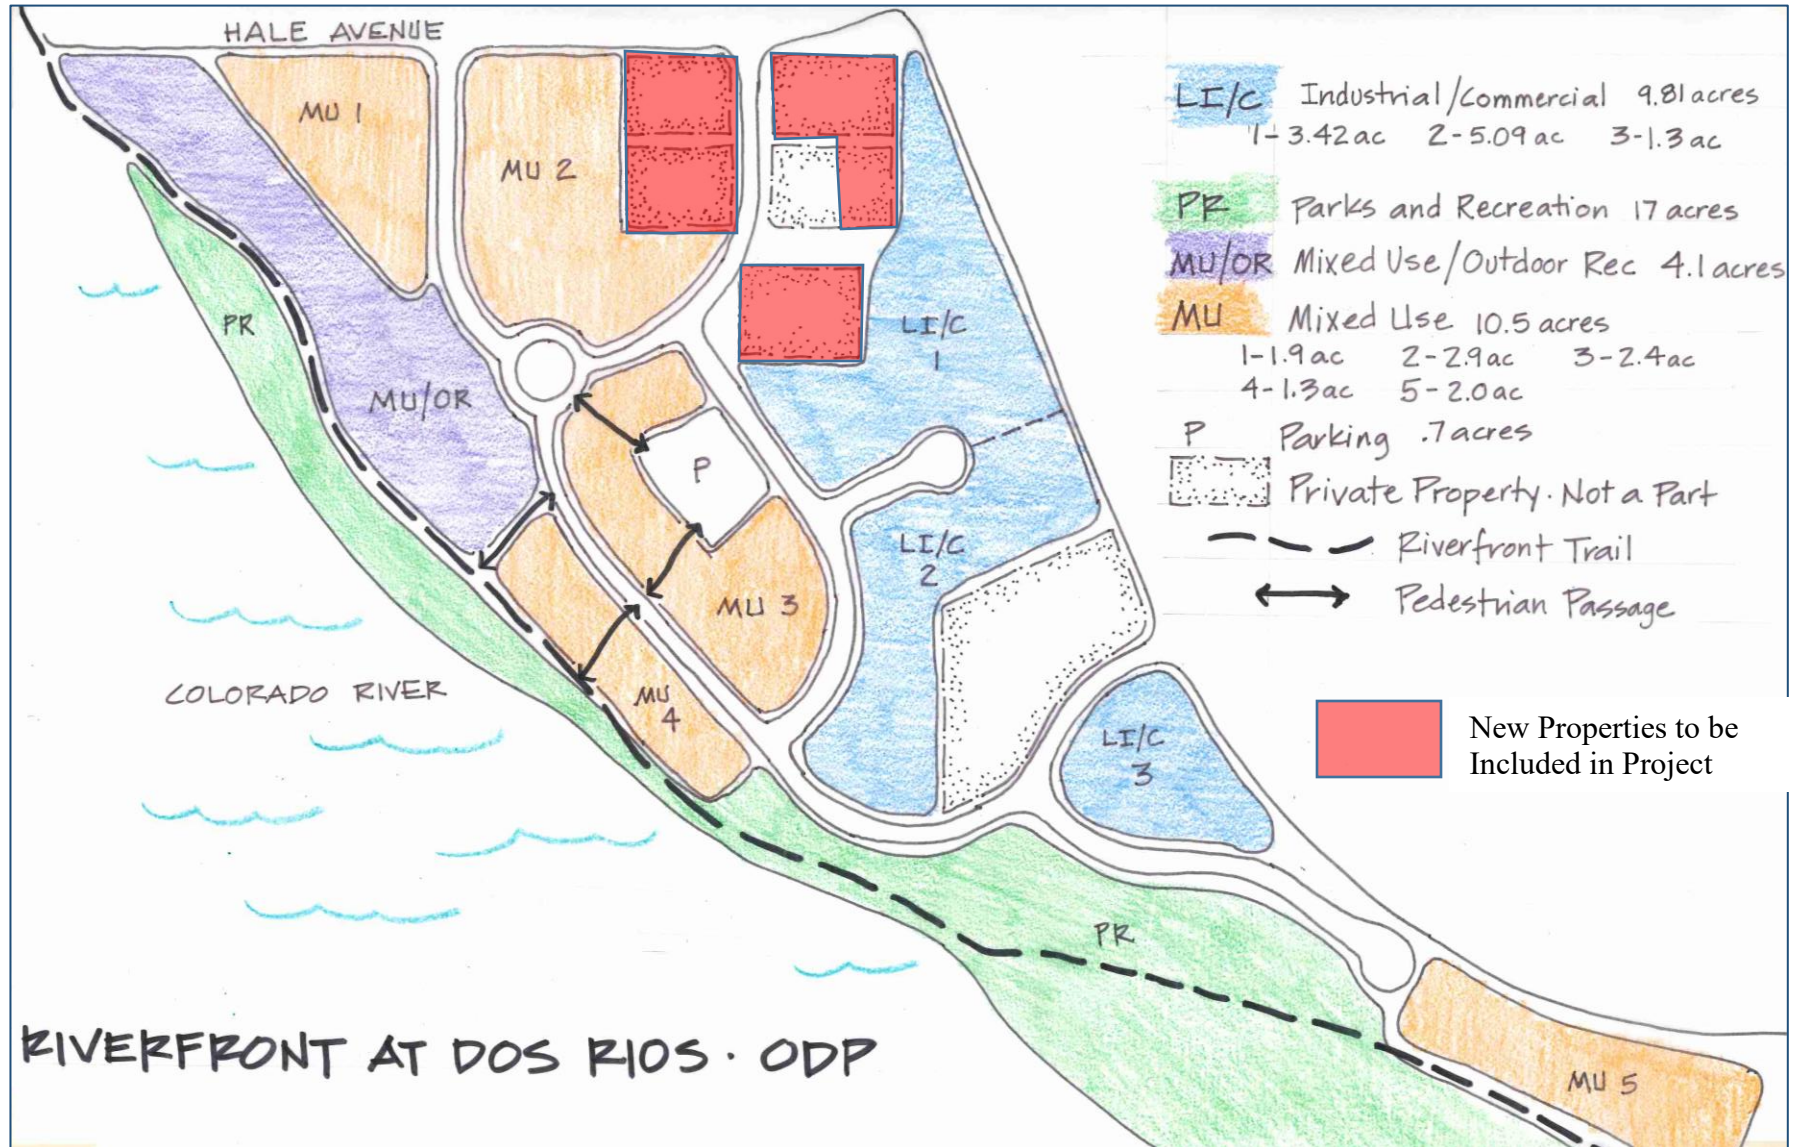 HALE AVENUE
MU 1
MU 2
PR
MU/OR
P
MU 3
MU
4
LI/C
1
LI/C
2
LI/C
3
PR
MU 5
COLORADO RIVER
RIVERFRONT AT DOS RIOS · ODP
LI/C Industrial/Commercial 9.81 acres
1-3.42 ac 2-5.09 ac 3-1.3 ac
PR Parks and Recreation 17 acres
MU/OR Mixed Use/Outdoor Rec 4.1 acres
MU Mixed Use 10.5 acres
1-1.9 ac 2-2.9 ac 3-2.4 ac
4-1.3 ac 5-2.0 ac
P Parking .7 acres
Private Property · Not a Part
Riverfront Trail
Pedestrian Passage
New Properties to be
Included in Project